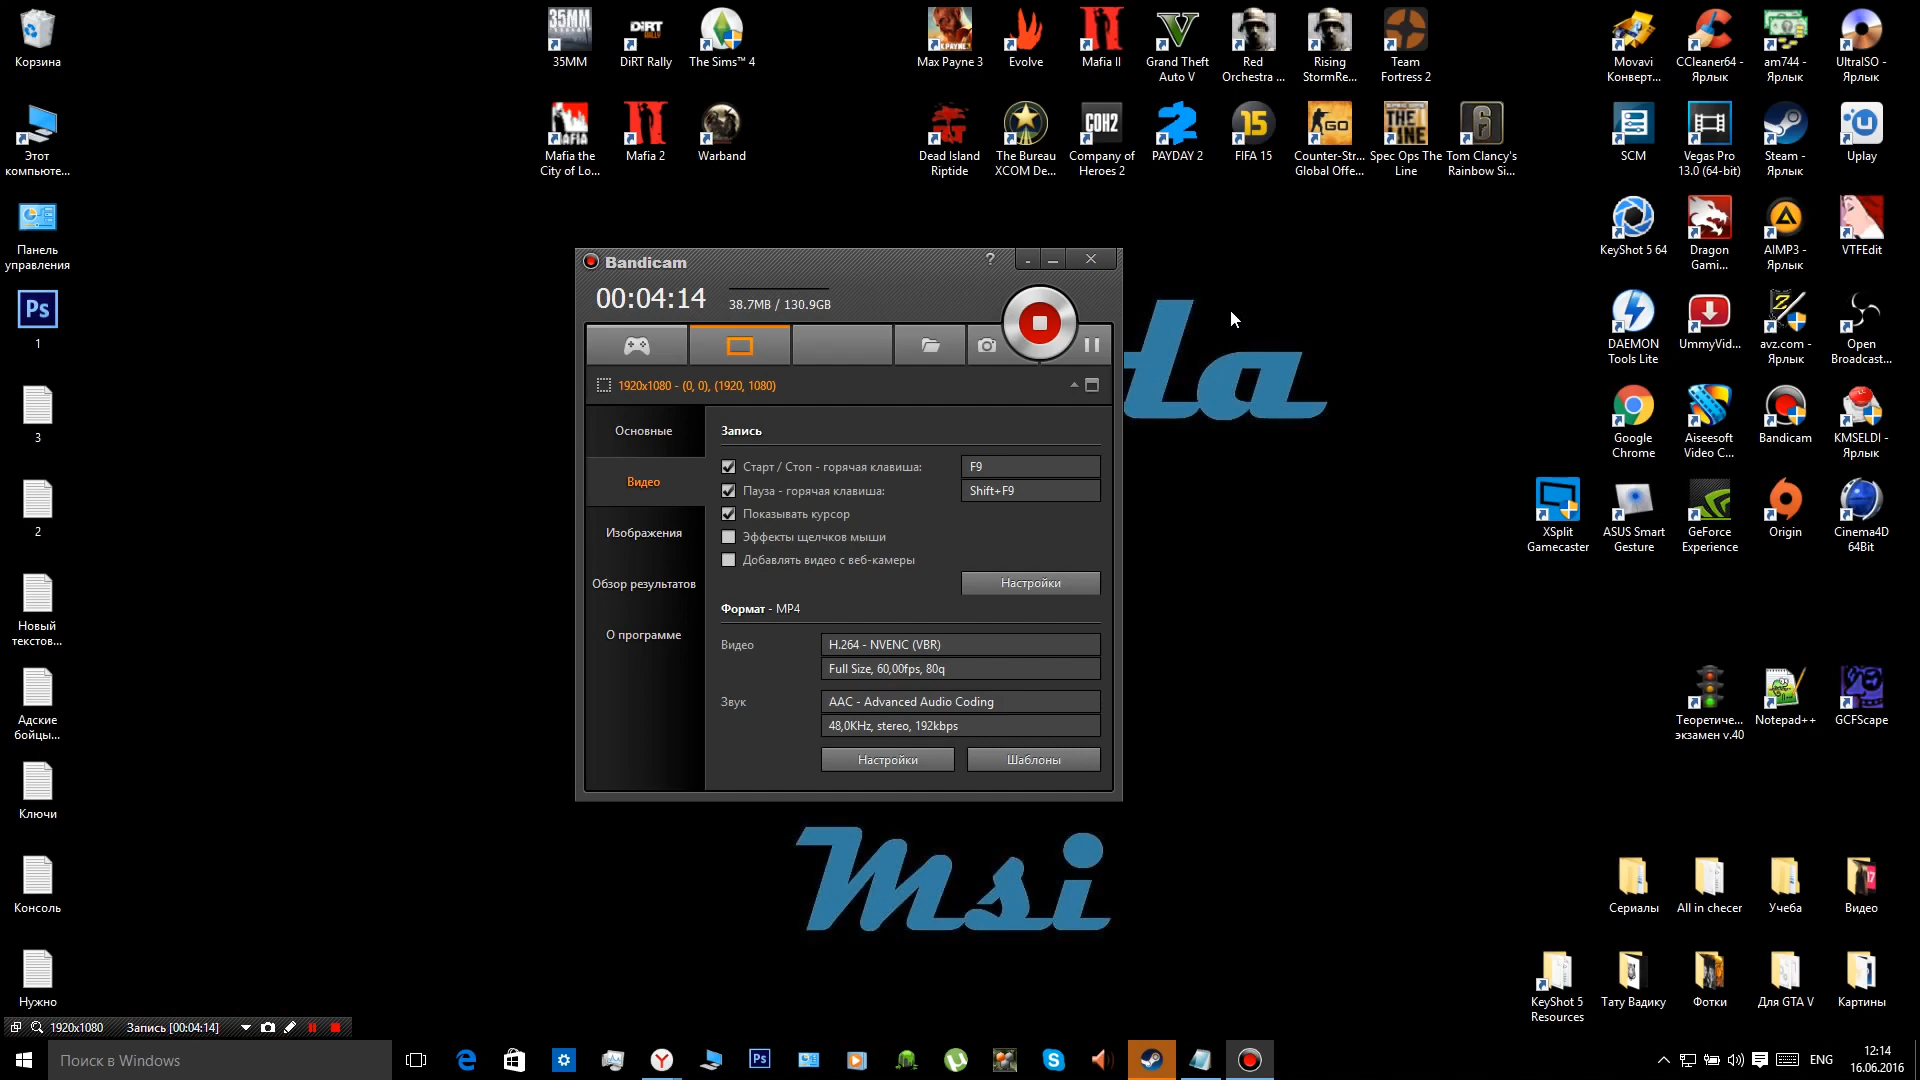 Корзина
35MM
DiRT Rally
The Sims™ 4
Max Payne 3
Evolve
Mafia II
Grand Theft
Auto V
Red
Orchestra ...
Rising
StormRe...
Team
Fortress 2
Movavi
Конверт...
CCleaner64 -
Ярлык
am744 -
Ярлык
UltraISO -
Ярлык
Этот
компьюте...
Mafia the
City of Lo...
Mafia 2
Warband
Dead Island
Riptide
The Bureau
XCOM De...
Company of
Heroes 2
PAYDAY 2
FIFA 15
Counter-Str...
Global Offe...
Spec Ops The
Line
Tom Clancy's
Rainbow Si...
SCM
Vegas Pro
13.0 (64-bit)
Steam -
Ярлык
Uplay
Панель
управления
KeyShot 5 64
Dragon
Gami...
AIMP3 -
Ярлык
VTFEdit
Ps
1
DAEMON
Tools Lite
UmmyVid...
avz.com -
Ярлык
Open
Broadcast...
3
Google
Chrome
Aiseesoft
Video C...
Bandicam
KMSELDI -
Ярлык
2
XSplit
Gamecaster
ASUS Smart
Gesture
GeForce
Experience
Origin
Cinema4D
64Bit
Новый
текстов...
Адские
бойцы...
Теоретиче...
экзамен v.40
Notepad++
GCFScape
Ключи
Консоль
Сериалы
All in checer
Учеба
Видео
Нужно
KeyShot 5
Resources
Тату Вадику
Фотки
Для GTA V
Картины
Bandicam
?
00:04:14
38.7MB / 130.9GB
1920x1080 - (0, 0), (1920, 1080)
Основные
Видео
Изображения
Обзор результатов
О программе
Запись
Старт / Стоп - горячая клавиша:
F9
Пауза - горячая клавиша:
Shift+F9
Показывать курсор
Эффекты щелчков мыши
Добавлять видео с веб-камеры
Настройки
Формат - MP4
Видео
H.264 - NVENC (VBR)
Full Size, 60,00fps, 80q
Звук
AAC - Advanced Audio Coding
48,0KHz, stereo, 192kbps
Настройки
Шаблоны
Msi
1920x1080
Запись [00:04:14]
Поиск в Windows
Ps
ENG
12:14
16.06.2016